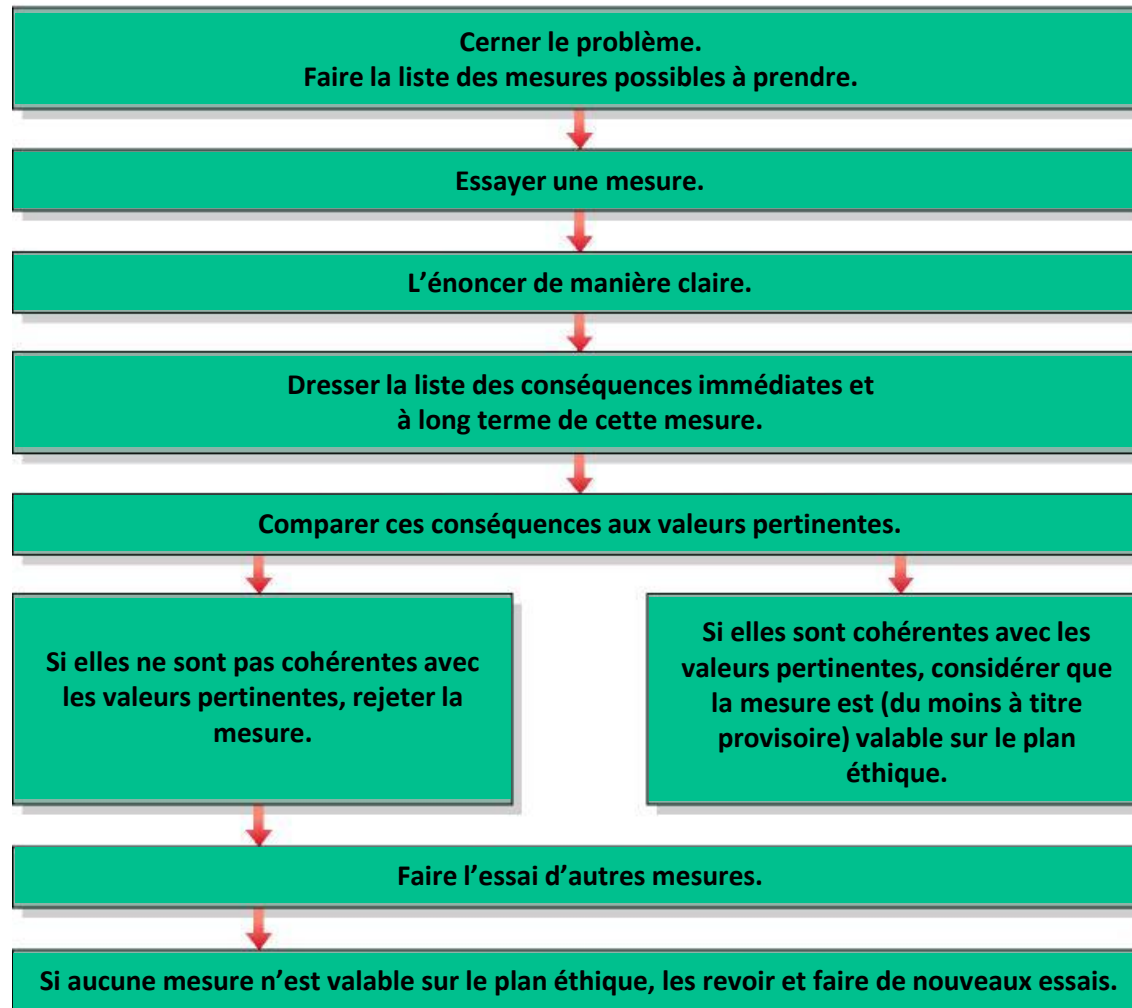 Cerner le problème.
Faire la liste des mesures possibles à prendre.
Essayer une mesure.
L’énoncer de manière claire.
Dresser la liste des conséquences immédiates et
à long terme de cette mesure.
Comparer ces conséquences aux valeurs pertinentes.
Si elles ne sont pas cohérentes avec
les valeurs pertinentes, rejeter la
mesure.
Si elles sont cohérentes avec les
valeurs pertinentes, considérer que
la mesure est (du moins à titre
provisoire) valable sur le plan
éthique.
Faire l’essai d’autres mesures.
Si aucune mesure n’est valable sur le plan éthique, les revoir et faire de nouveaux essais.